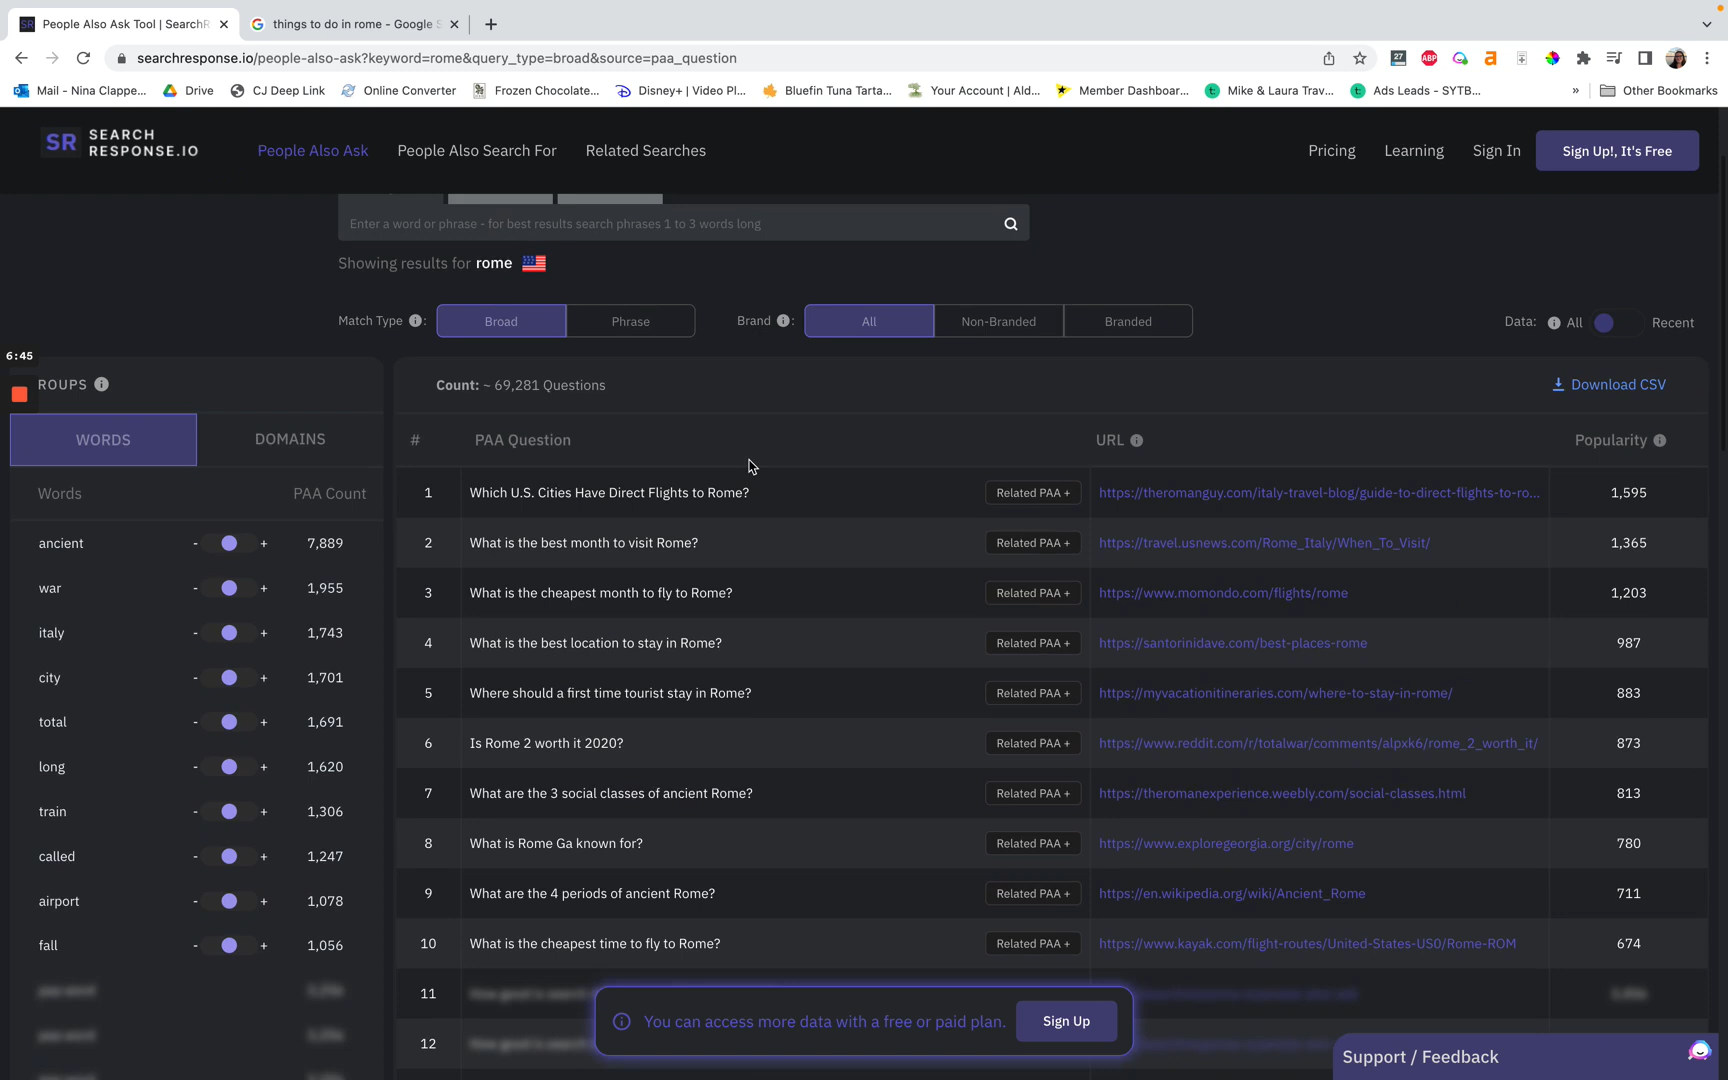 People Also Ask Tool | SearchR
things to do in rome - Google S
searchresponse.io/people-also-ask?keyword=rome&query_type=broad&source=paa_question
27
ABP
Mail - Nina Clappe...
Drive
CJ Deep Link
Online Converter
Frozen Chocolate...
Disney+ | Video Pl...
Bluefin Tuna Tarta...
Your Account | Ald...
Member Dashboar...
Mike & Laura Trav...
Ads Leads - SYTB...
»
Other Bookmarks
SR SEARCH
RESPONSE.IO
People Also Ask
People Also Search For
Related Searches
Pricing
Learning
Sign In
Sign Up!, It's Free
Enter a word or phrase - for best results search phrases 1 to 3 words long
Showing results for rome
Match Type : Broad Phrase
Brand : All Non-Branded Branded
Data: All Recent
6:45
ROUPS
WORDS DOMAINS
Words PAA Count
ancient - + 7,889
war - + 1,955
italy - + 1,743
city - + 1,701
total - + 1,691
long - + 1,620
train - + 1,306
called - + 1,247
airport - + 1,078
fall - + 1,056
Count: ~ 69,281 Questions
Download CSV
# PAA Question URL Popularity
1 Which U.S. Cities Have Direct Flights to Rome? Related PAA + https://theromanguy.com/italy-travel-blog/guide-to-direct-flights-to-ro... 1,595
2 What is the best month to visit Rome? Related PAA + https://travel.usnews.com/Rome_Italy/When_To_Visit/ 1,365
3 What is the cheapest month to fly to Rome? Related PAA + https://www.momondo.com/flights/rome 1,203
4 What is the best location to stay in Rome? Related PAA + https://santorinidave.com/best-places-rome 987
5 Where should a first time tourist stay in Rome? Related PAA + https://myvacationitineraries.com/where-to-stay-in-rome/ 883
6 Is Rome 2 worth it 2020? Related PAA + https://www.reddit.com/r/totalwar/comments/alpxk6/rome_2_worth_it/ 873
7 What are the 3 social classes of ancient Rome? Related PAA + https://theromanexperience.weebly.com/social-classes.html 813
8 What is Rome Ga known for? Related PAA + https://www.exploregeorgia.org/city/rome 780
9 What are the 4 periods of ancient Rome? Related PAA + https://en.wikipedia.org/wiki/Ancient_Rome 711
10 What is the cheapest time to fly to Rome? Related PAA + https://www.kayak.com/flight-routes/United-States-US0/Rome-ROM 674
11
12
You can access more data with a free or paid plan. Sign Up
Support / Feedback